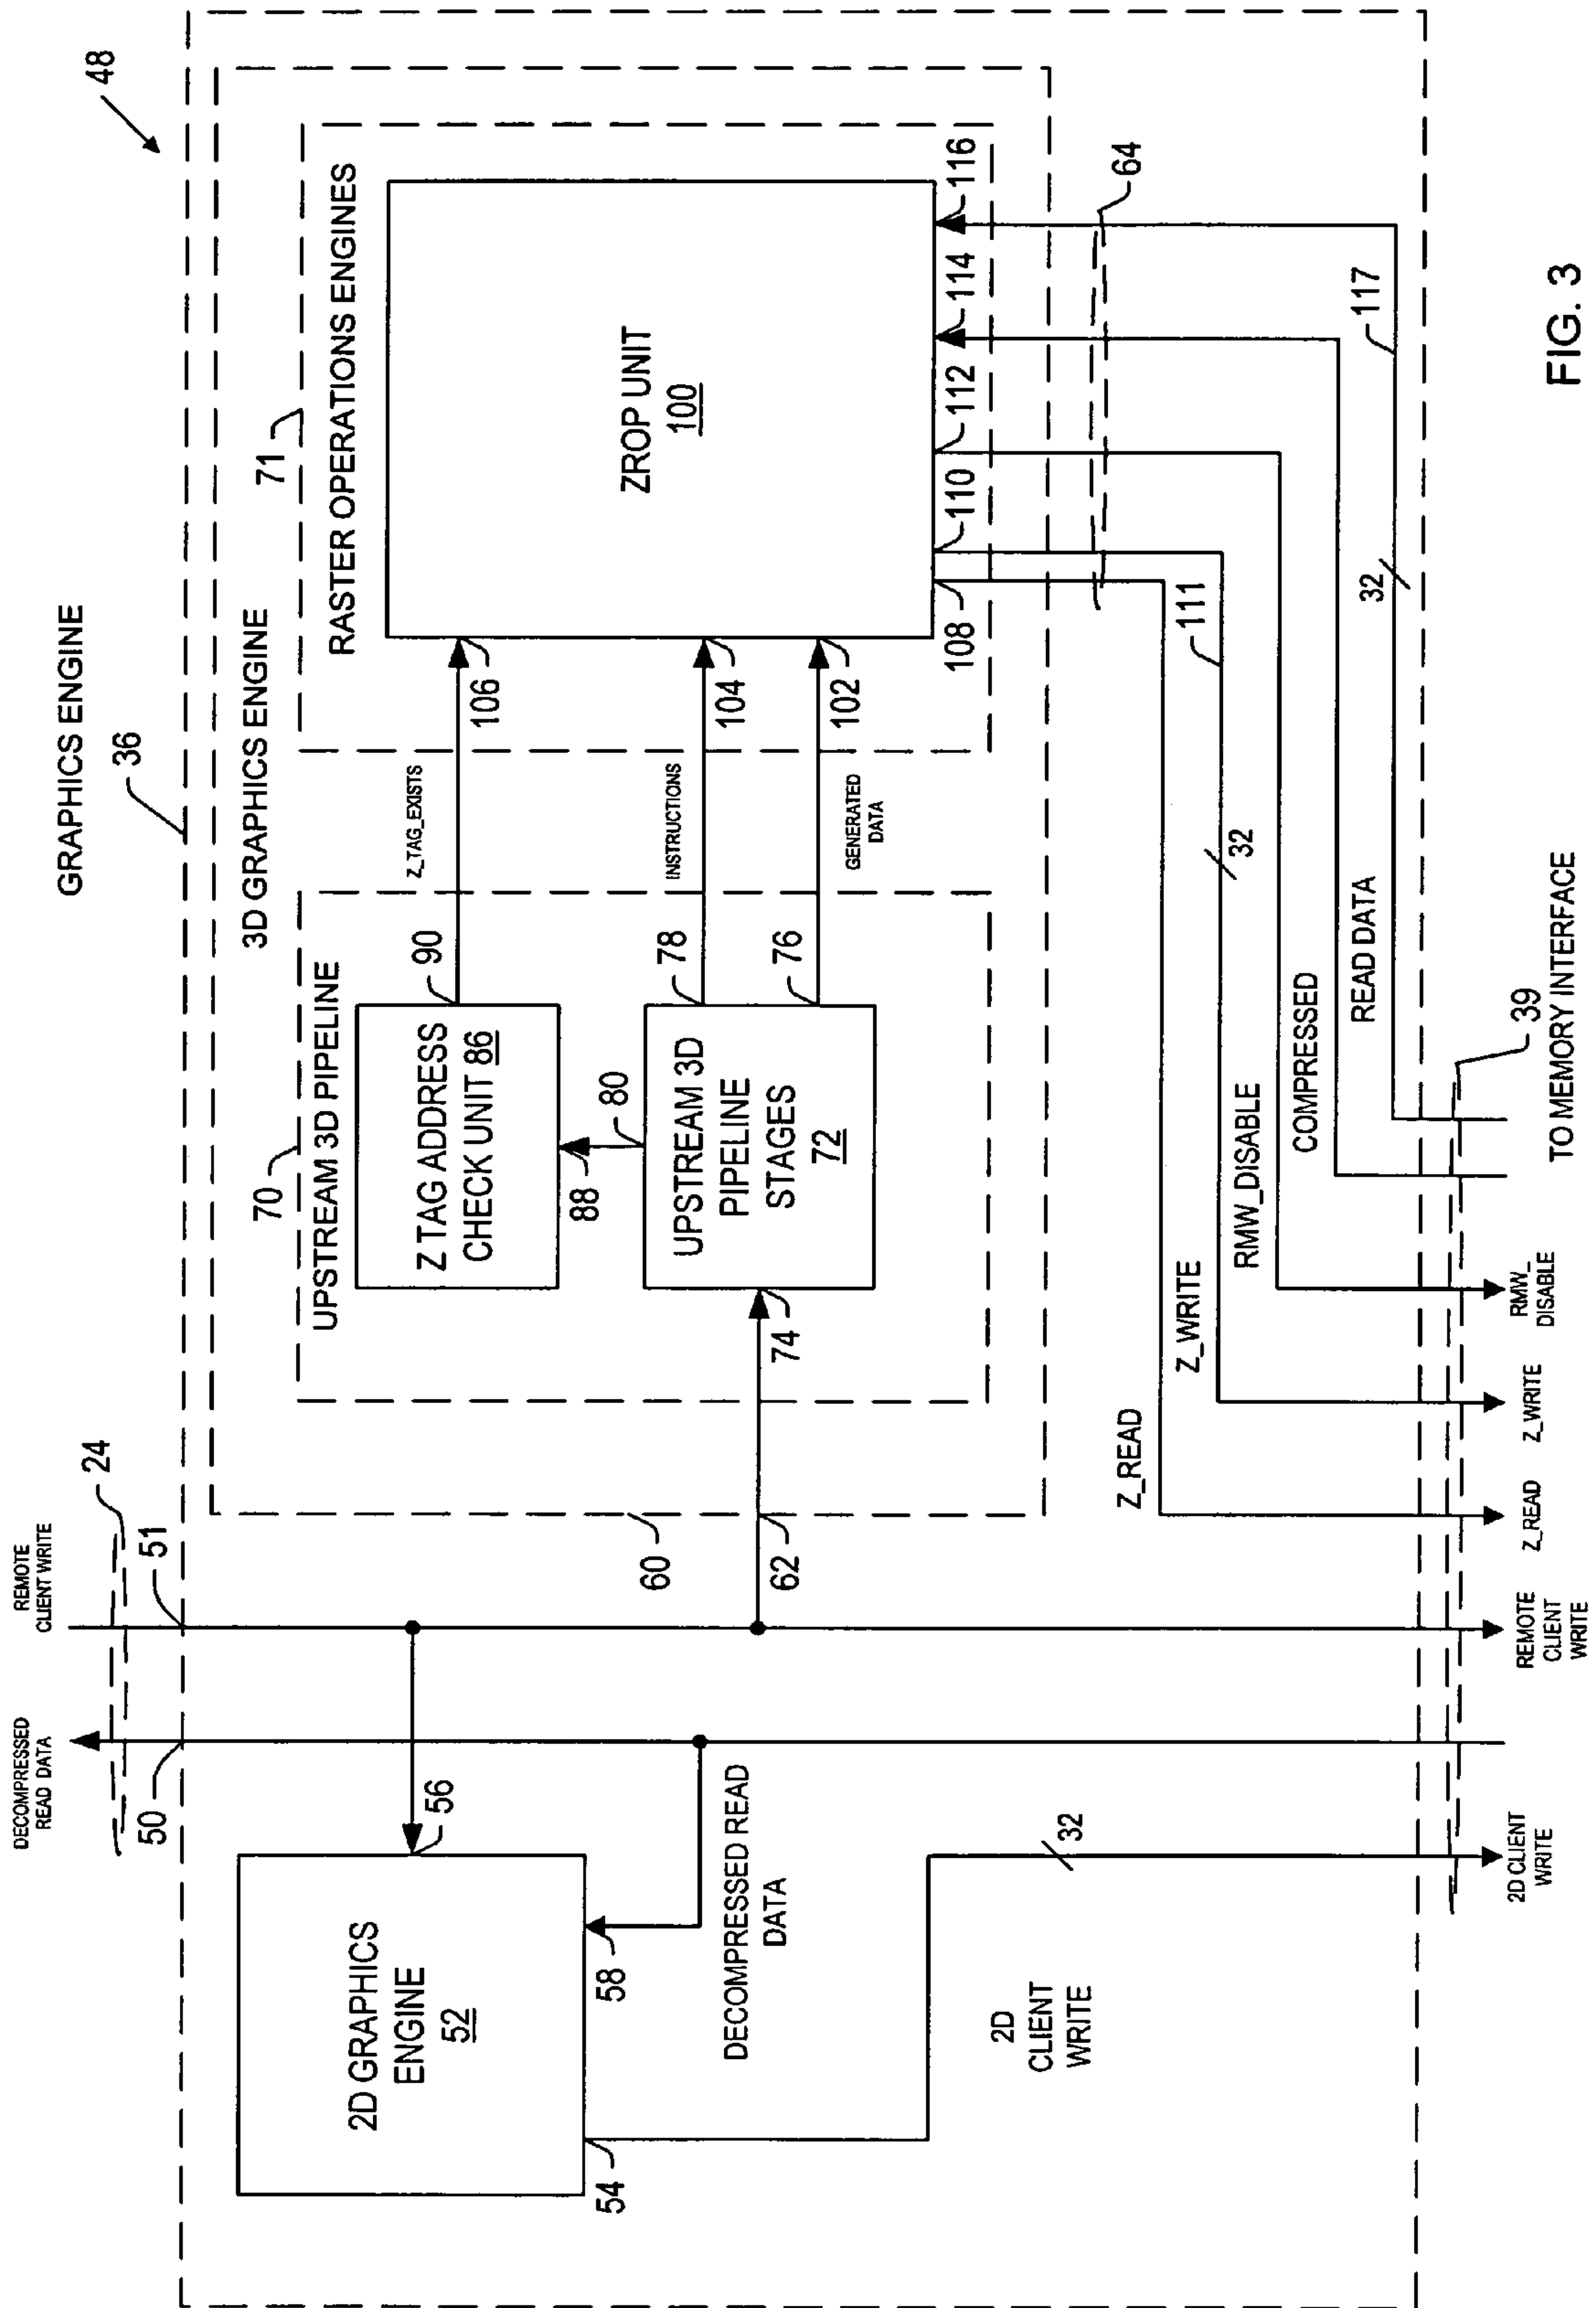 GRAPHICS ENGINE
48
36
3D GRAPHICS ENGINE
71
RASTER OPERATIONS ENGINES
ZROP UNIT
100
106
104
102
108
110
112
114
116
Z_TAG_EXISTS
INSTRUCTIONS
GENERATED
DATA
70
UPSTREAM 3D PIPELINE
Z TAG ADDRESS
CHECK UNIT 86
90
88
80
UPSTREAM 3D
PIPELINE
STAGES
72
78
76
74
62
60
64
24
REMOTE
CLIENT WRITE
51
DECOMPRESSED
READ DATA
50
2D GRAPHICS
ENGINE
52
56
58
54
DECOMPRESSED READ
DATA
2D
CLIENT
WRITE
32
Z_READ
Z_WRITE
111
32
RMW_DISABLE
COMPRESSED
READ DATA
32
117
39
2D CLIENT
WRITE
REMOTE
CLIENT
WRITE
Z_READ
Z_WRITE
RMW_
DISABLE
TO MEMORY INTERFACE
FIG. 3